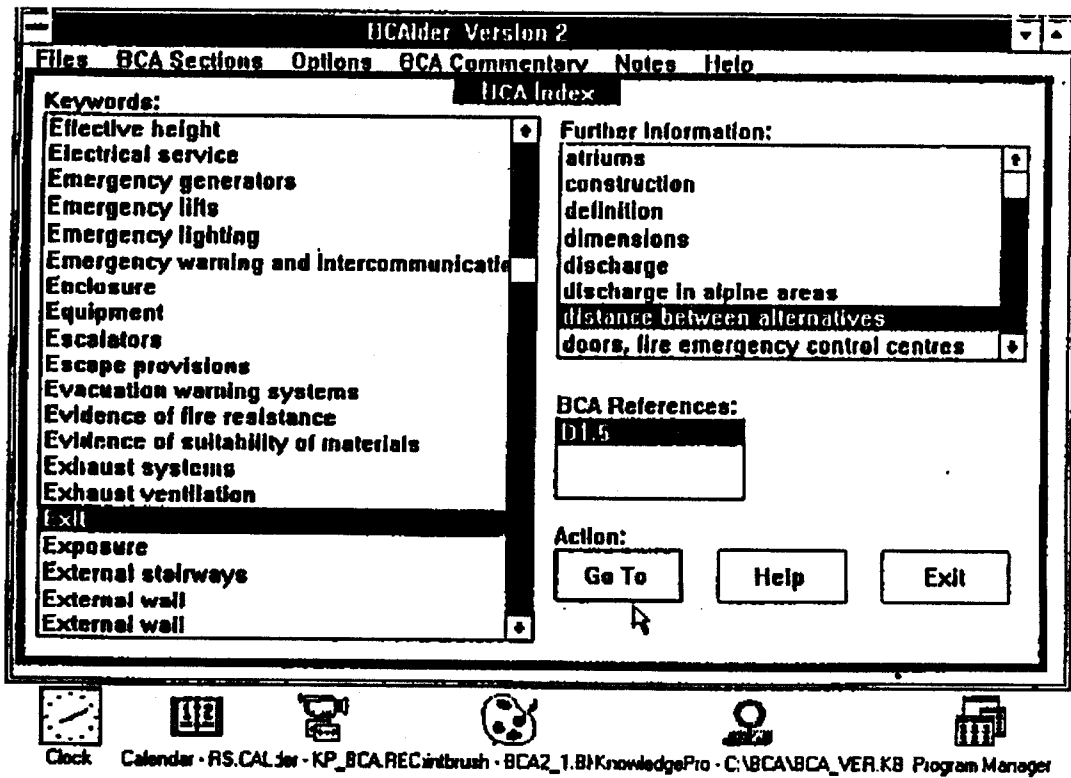 BCAider Version 2
Files BCA Sections Options BCA Commentary Notes Help
BCA Index
Keywords:
Effective height
Electrical service
Emergency generators
Emergency lifts
Emergency lighting
Emergency warning and intercommunicatio
Enclosure
Equipment
Escalators
Escape provisions
Evacuation warning systems
Evidence of fire resistance
Evidence of suitability of materials
Exhaust systems
Exhaust ventilation
Exit
Exposure
External stairways
External wall
External wall
Further Information:
atriums
construction
definition
dimensions
discharge
discharge in alpine areas
distance between alternatives
doors, fire emergency control centres
BCA References:
D1.5
Action:
Go To Help Exit
12
Clock Calendar - RS.CAL der - KP_BCA.REC intbrush - BCA2_1.B KnowledgePro - C:\BCA\BCA_VER.KB Program Manager